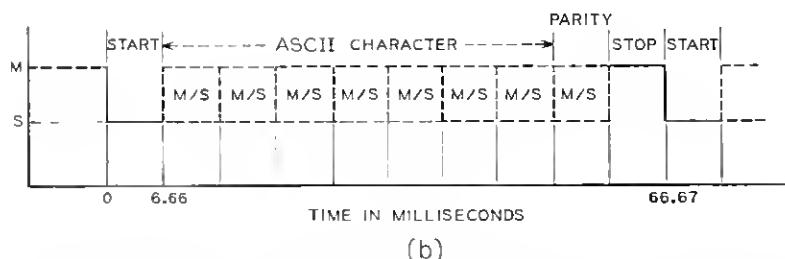 PARITY
START ASCII CHARACTER STOP START
M
M/S M/S M/S M/S M/S M/S M/S M/S
S
0 6.66 66.67
TIME IN MILLISECONDS
(b)